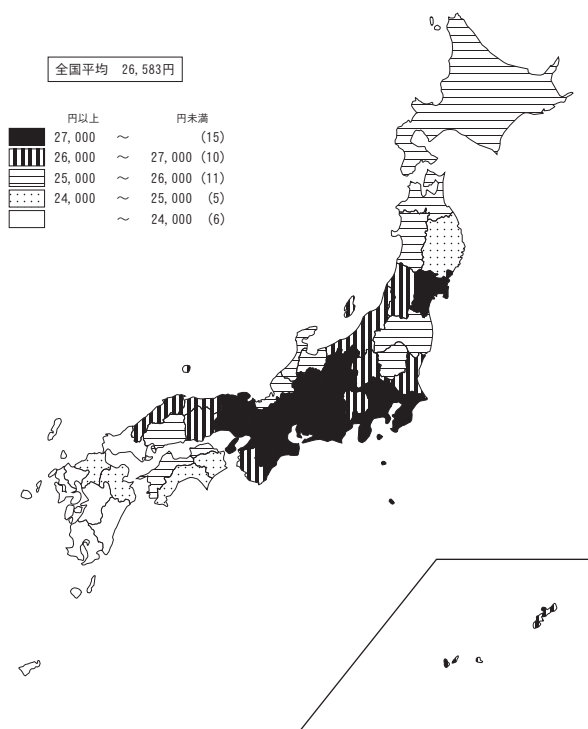 全国平均　26,583円
円以上　円未満
27,000　～　(15)
26,000　～　27,000 (10)
25,000　～　26,000 (11)
24,000　～　25,000 (5)
～　24,000 (6)